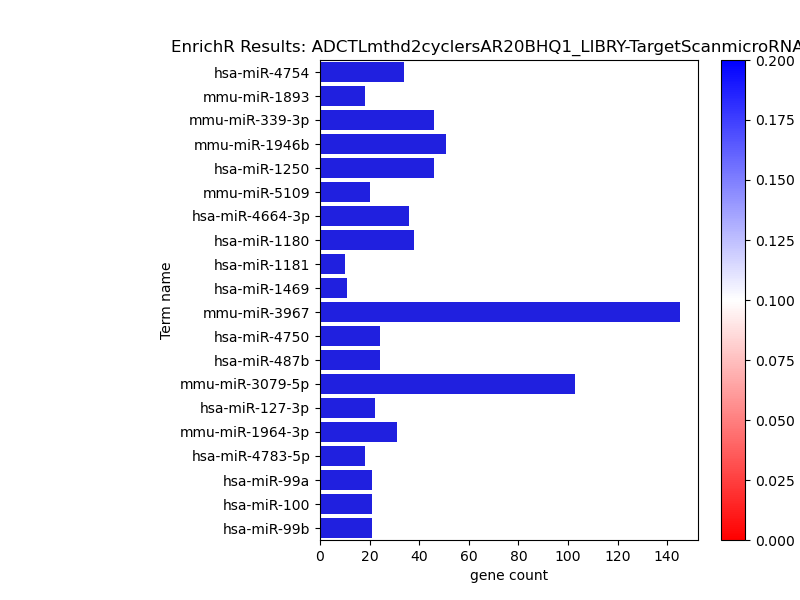 EnrichR Results: ADCTLmthd2cyclersAR20BHQ1_LIBRY-TargetScanmicroRNA
hsa-miR-4754
mmu-miR-1893
mmu-miR-339-3p
mmu-miR-1946b
hsa-miR-1250
mmu-miR-5109
hsa-miR-4664-3p
hsa-miR-1180
hsa-miR-1181
hsa-miR-1469
mmu-miR-3967
hsa-miR-4750
hsa-miR-487b
mmu-miR-3079-5p
hsa-miR-127-3p
mmu-miR-1964-3p
hsa-miR-4783-5p
hsa-miR-99a
hsa-miR-100
hsa-miR-99b
Term name
0 20 40 60 80 100 120 140
gene count
0.200
0.175
0.150
0.125
0.100
0.075
0.050
0.025
0.000